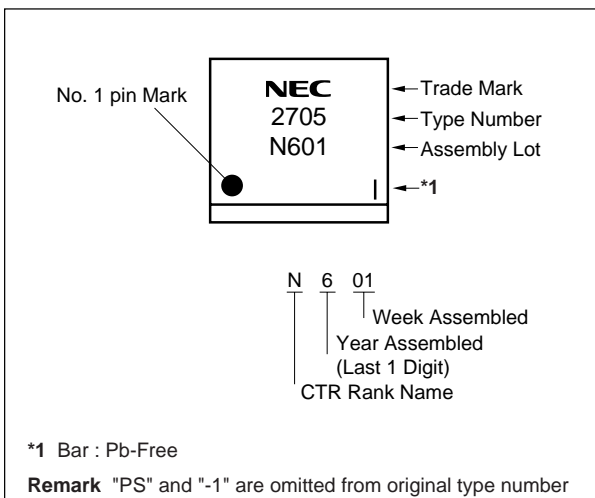 No. 1 pin Mark
NEC
2705
N601
Trade Mark
Type Number
Assembly Lot
*1
N 6 01
Week Assembled
Year Assembled
(Last 1 Digit)
CTR Rank Name
*1 Bar : Pb-Free
Remark "PS" and "-1" are omitted from original type number